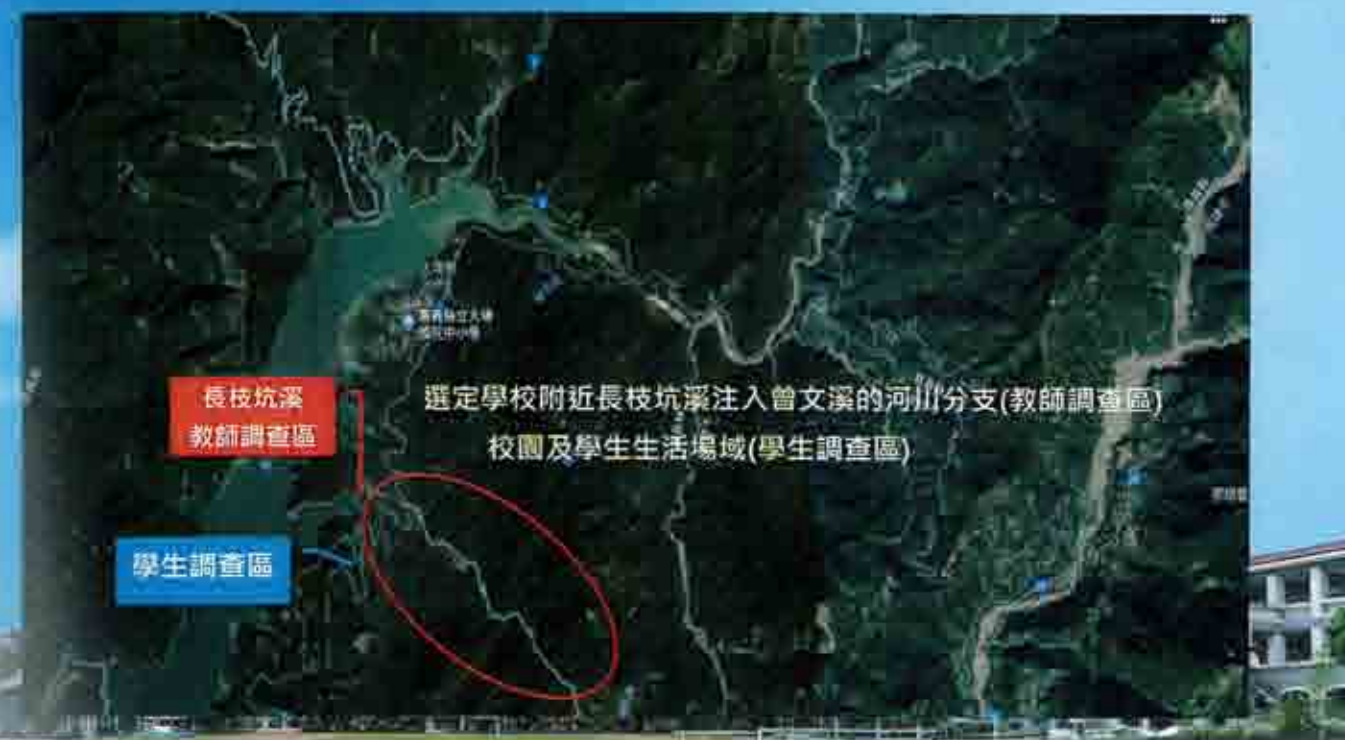 長枝坑溪
教師調查區
選定學校附近長枝坑溪注入曾文溪的河川分支(教師調查區)
校園及學生生活場域(學生調查區)
學生調查區